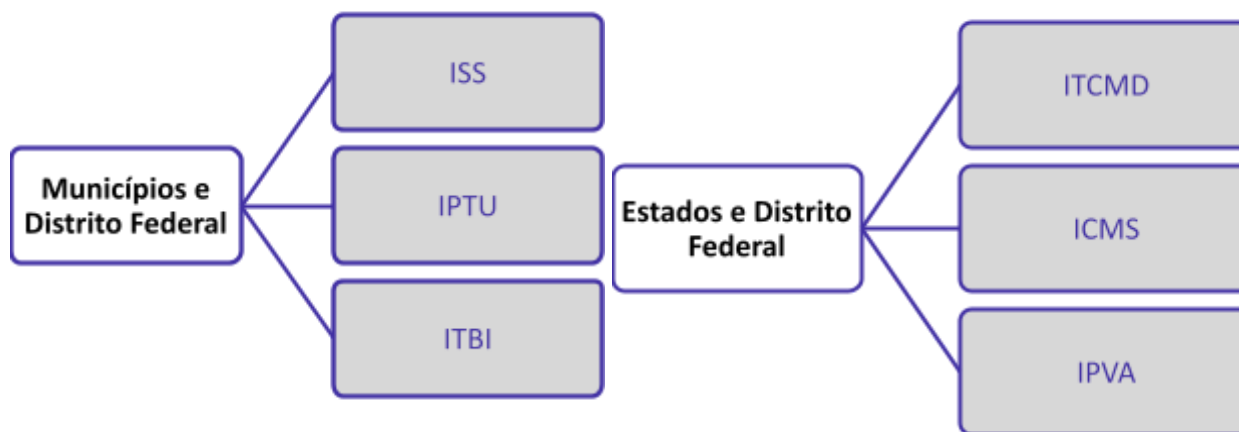 Municípios e
Distrito Federal
ISS
IPTU
ITBI
Estados e Distrito
Federal
ITCMD
ICMS
IPVA